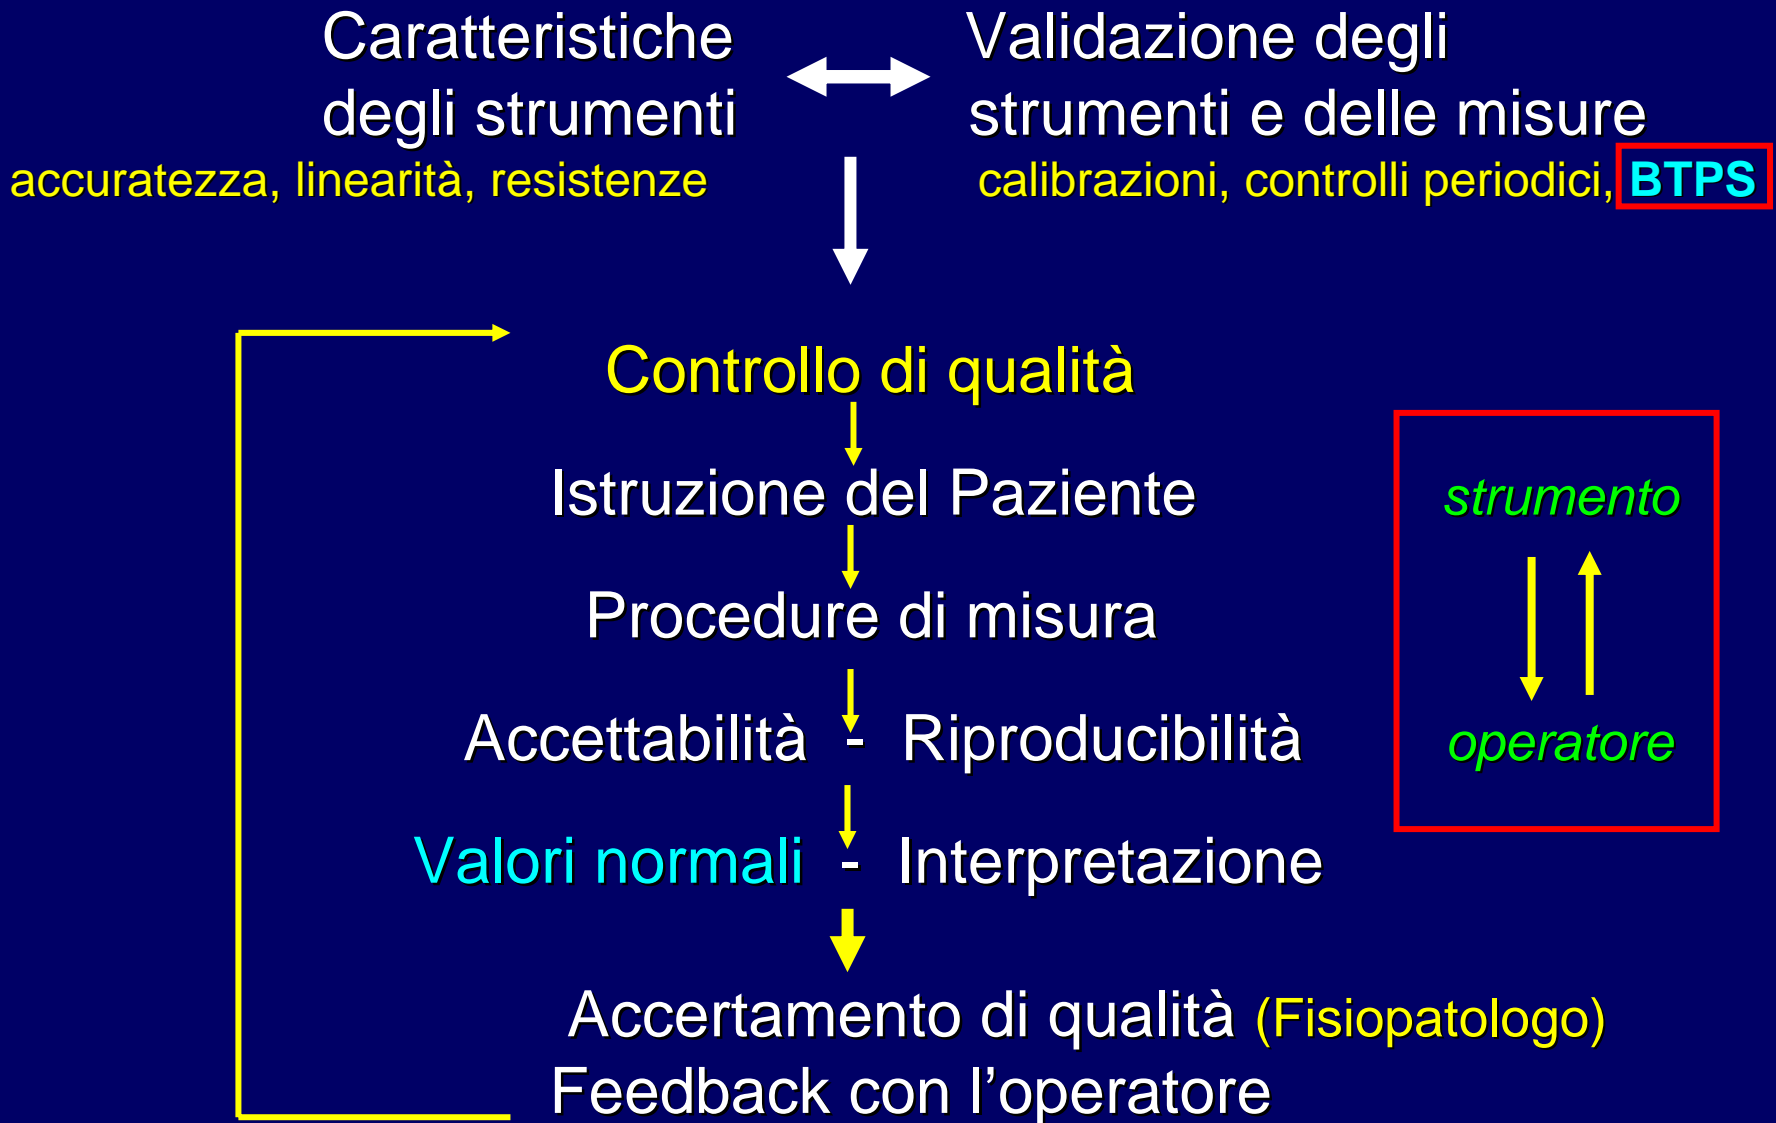 Caratteristiche
degli strumenti
accuratezza, linearità, resistenze
Validazione degli
strumenti e delle misure
calibrazioni, controlli periodici, BTPS
Controllo di qualità
Istruzione del Paziente
Procedure di misura
Accettabilità - Riproducibilità
Valori normali - Interpretazione
Accertamento di qualità (Fisiopatologo)
Feedback con l’operatore
strumento
operatore